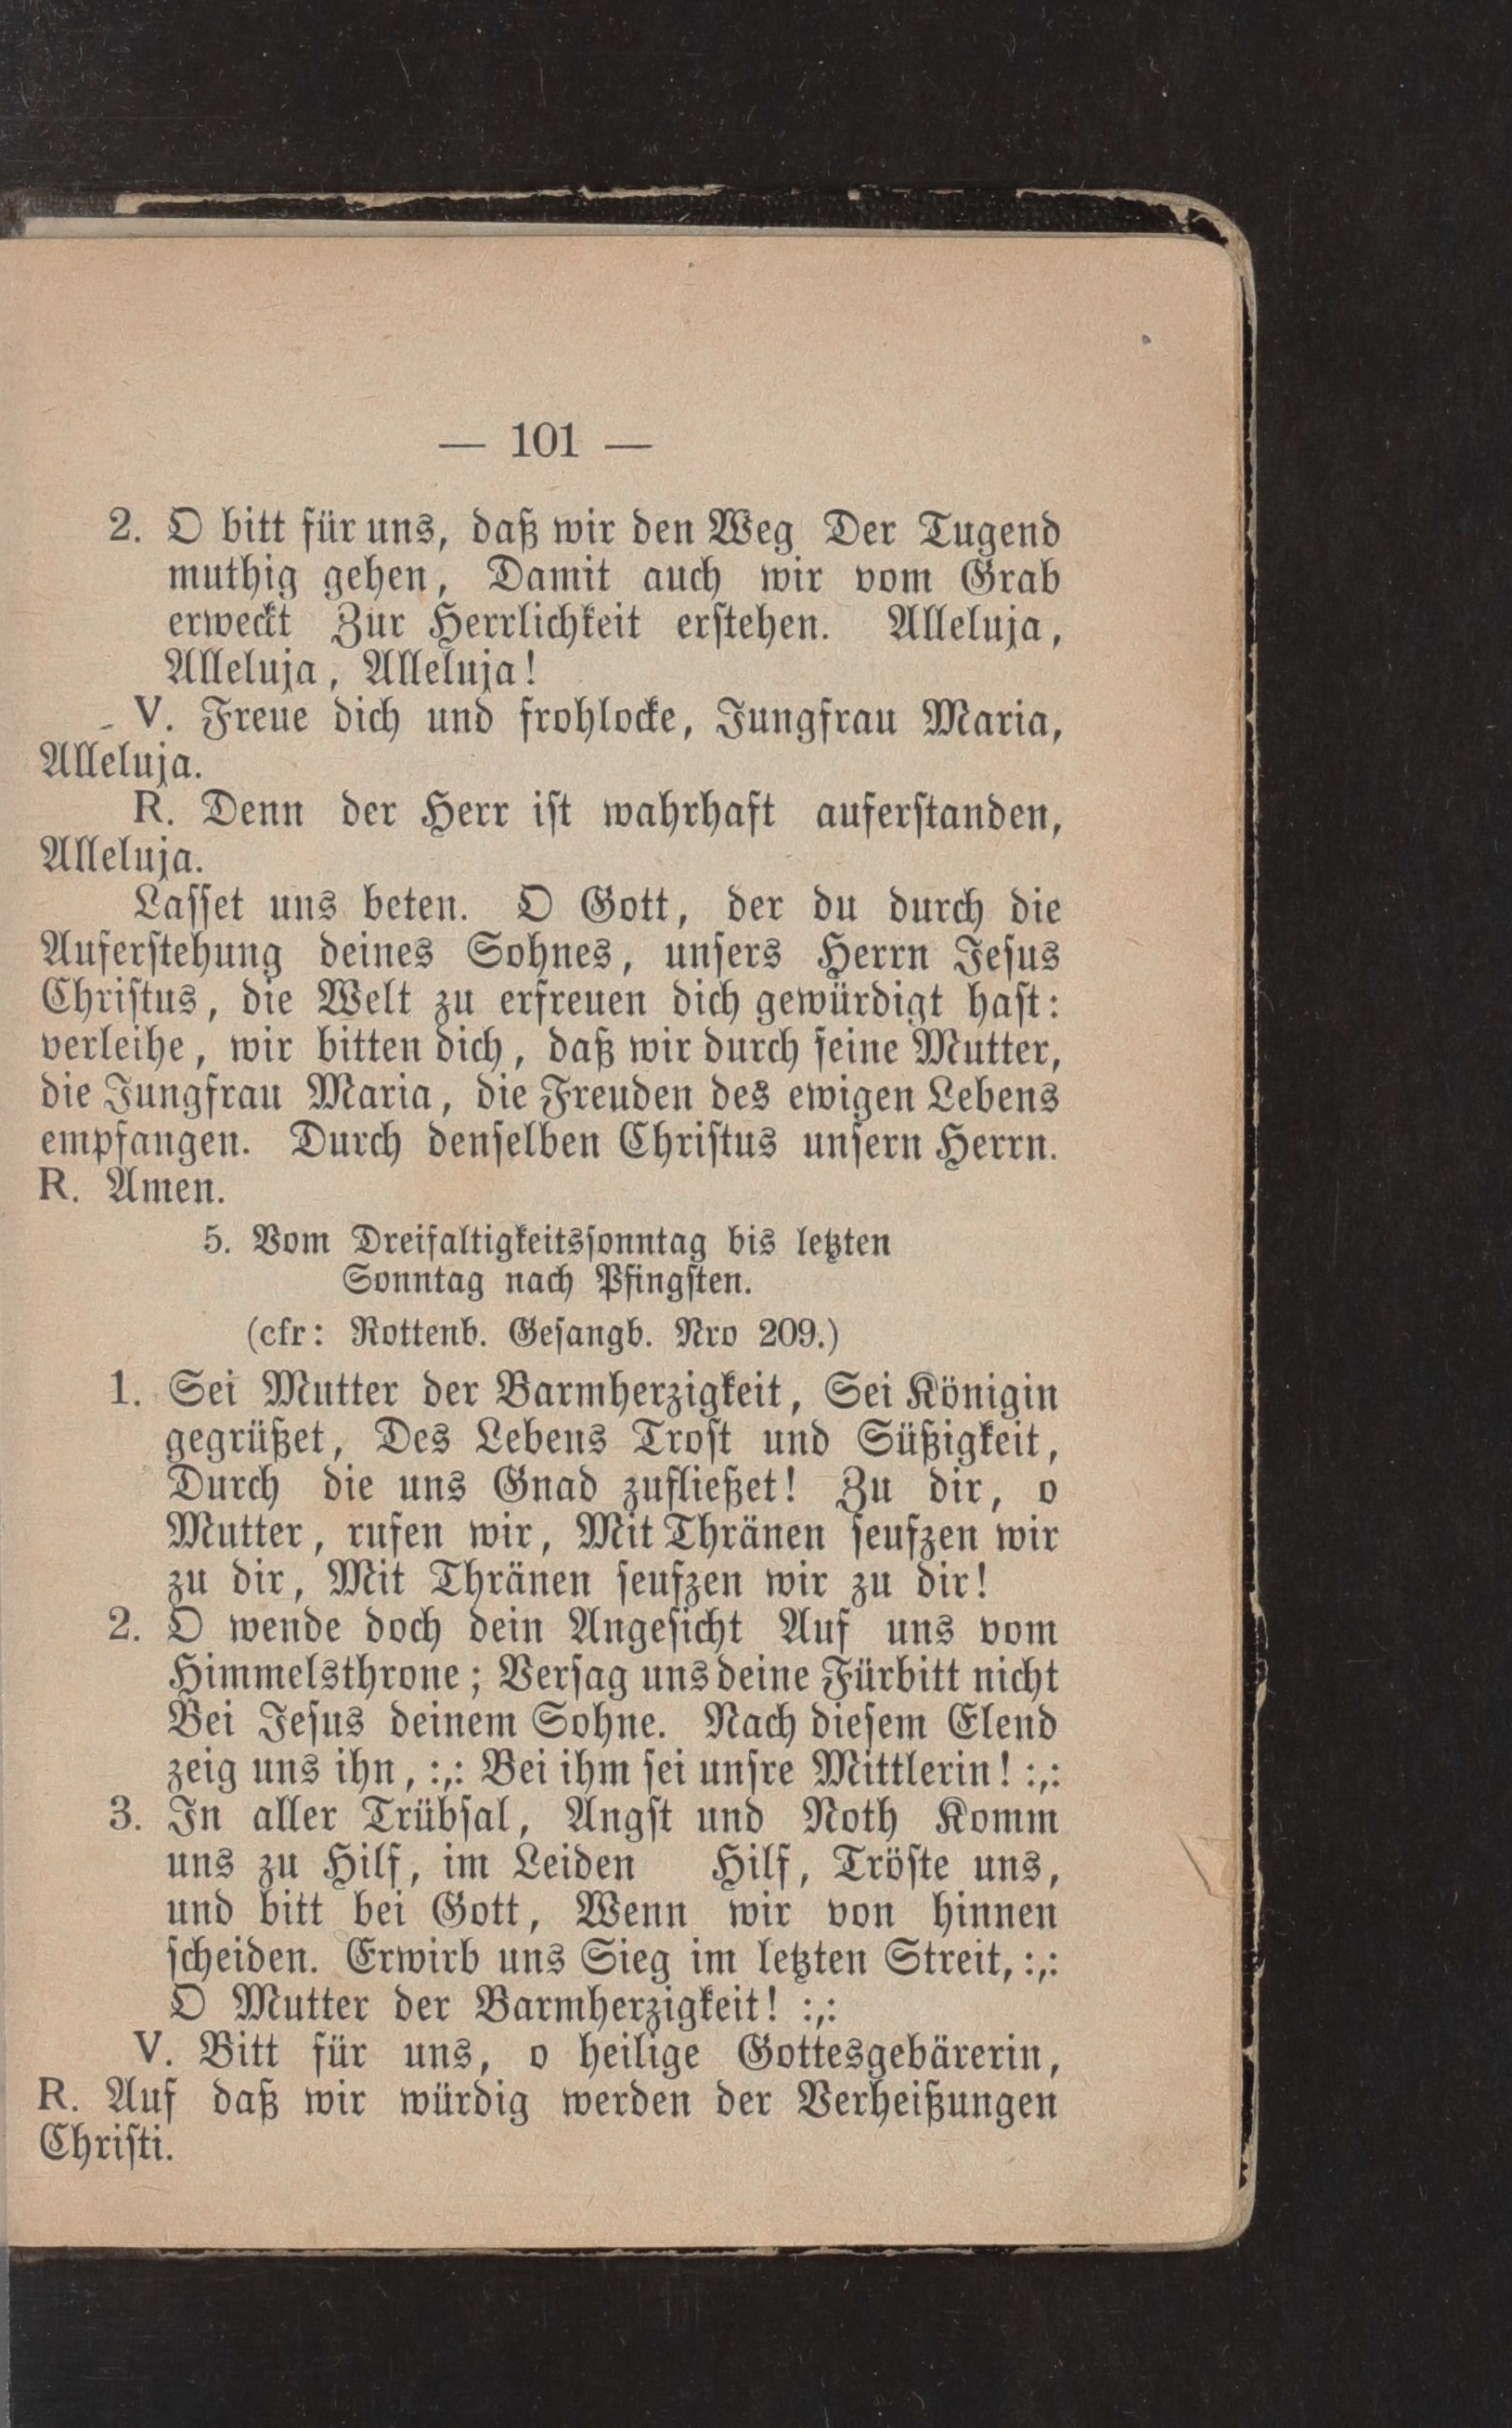 — 101 —
2. O bitt für uns, daß wir den Weg Der Tugend
muthig gehen, Damit auch wir vom Grab
erweckt Zur Herrlichkeit erstehen. Alleluja,
Alleluja, Alleluja!
V. Freue dich und frohlocke, Jungfrau Maria,
Alleluja.
R. Denn der Herr ist wahrhaft auferstanden,
Alleluja.
Lasset uns beten. O Gott, der du durch die
Auferstehung deines Sohnes, unsers Herrn Jesus
Christus, die Welt zu erfreuen dich gewürdigt hast:
verleihe, wir bitten dich, daß wir durch seine Mutter,
die Jungfrau Maria, die Freuden des ewigen Lebens
empfangen. Durch denselben Christus unsern Herrn.
R. Amen.
5. Vom Dreifaltigkeitssonntag bis letzten
Sonntag nach Pfingsten.
(cfr: Rottenb. Gesangb. Nro 209.)
1. Sei Mutter der Barmherzigkeit, Sei Königin
gegrüßet, Des Lebens Trost und Süßigkeit,
Durch die uns Gnad zufließet! Zu dir, o
Mutter, rufen wir, Mit Thränen seufzen wir
zu dir, Mit Thränen seufzen wir zu dir!
2. O wende doch dein Angesicht Auf uns vom
Himmelsthrone; Versag uns deine Fürbitt nicht
Bei Jesus deinem Sohne. Nach diesem Elend
zeig uns ihn, :,: Bei ihm sei unsre Mittlerin! :,:
3. In aller Trübsal, Angst und Noth Komm
uns zu Hilf, im Leiden Hilf, Tröste uns,
und bitt bei Gott, Wenn wir von hinnen
scheiden. Erwirb uns Sieg im letzten Streit, :,:
O Mutter der Barmherzigkeit! :,:
V. Bitt für uns, o heilige Gottesgebärerin,
R. Auf daß wir würdig werden der Verheißungen
Christi.